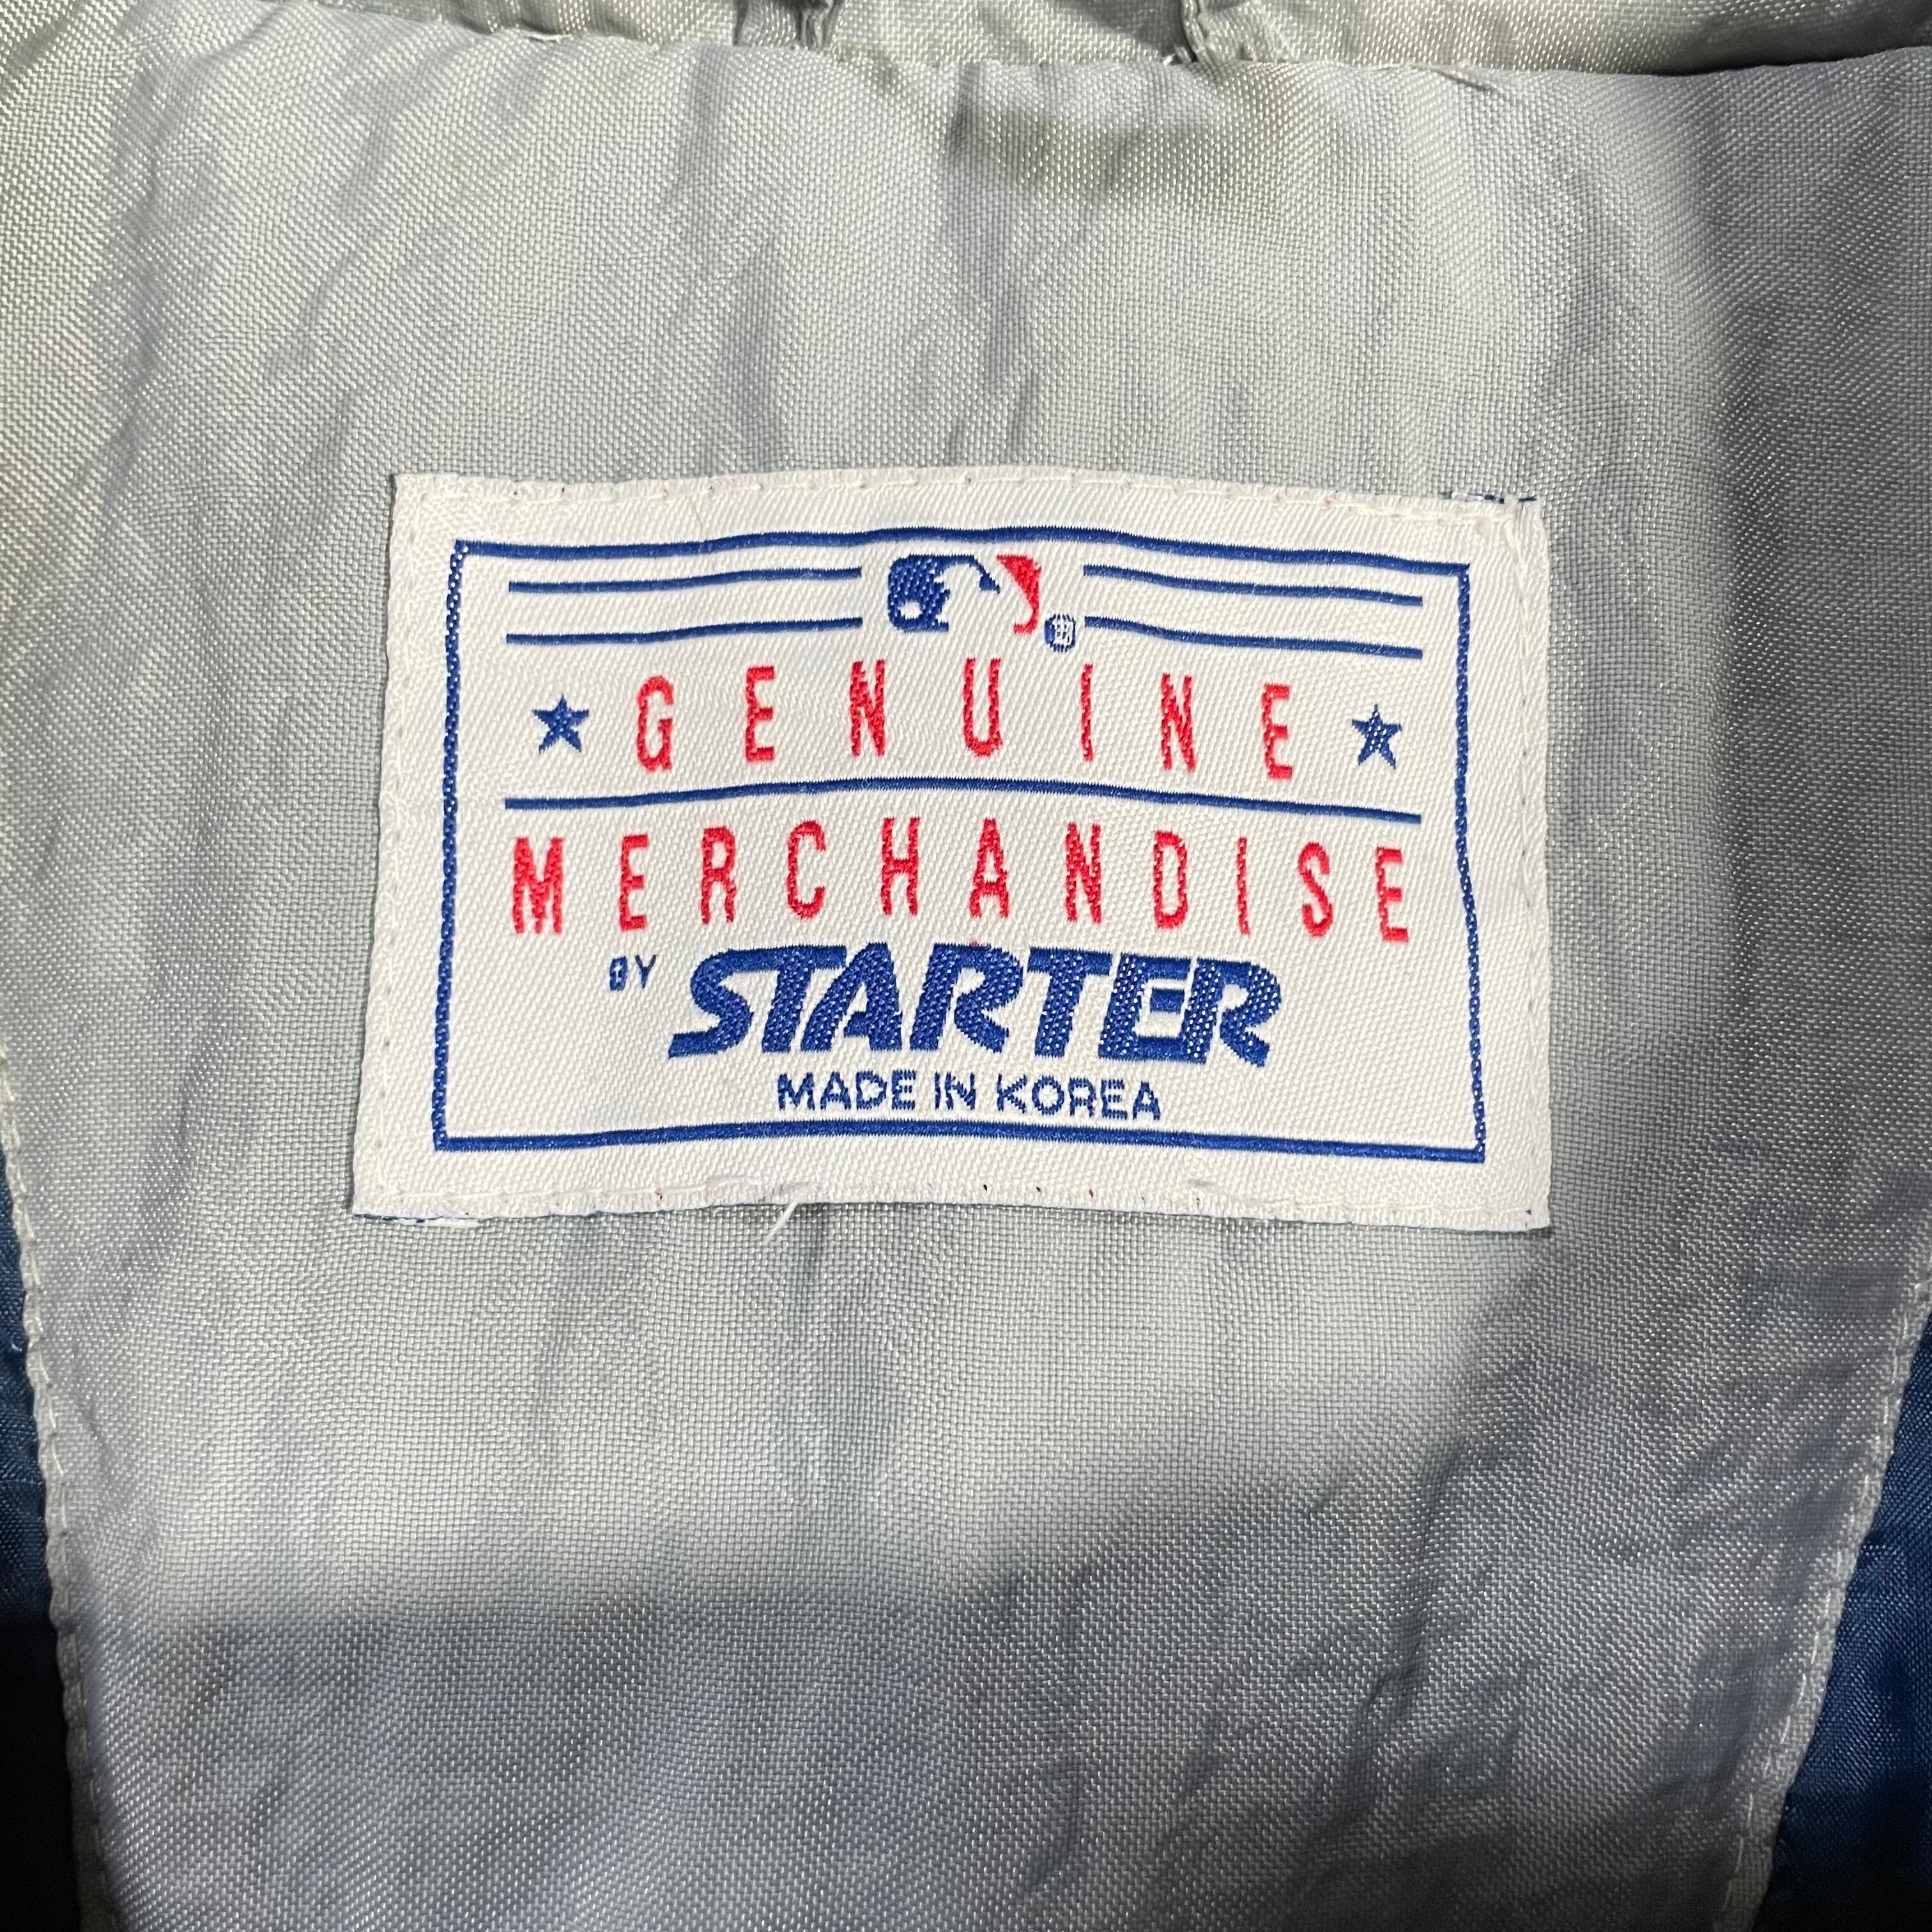 GENUINE
MERCHANDISE
BY STARTER
MADE IN KOREA